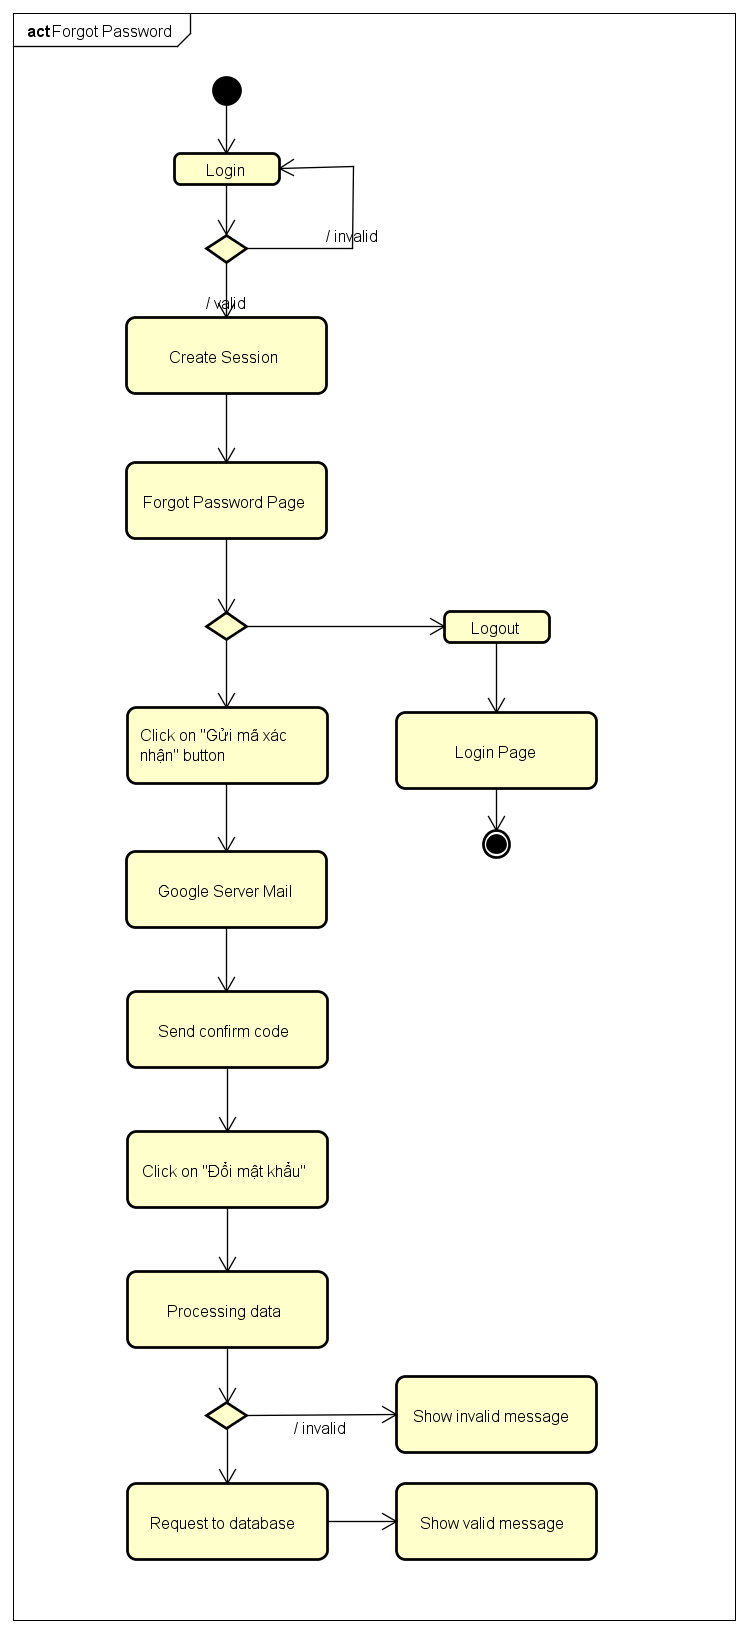 act Forgot Password
Login
/ invalid
/ valid
Create Session
Forgot Password Page
Logout
Click on "Gửi mã xác
nhận" button
Login Page
Google Server Mail
Send confirm code
Click on "Đổi mật khẩu"
Processing data
Show invalid message
/ invalid
Request to database
Show valid message